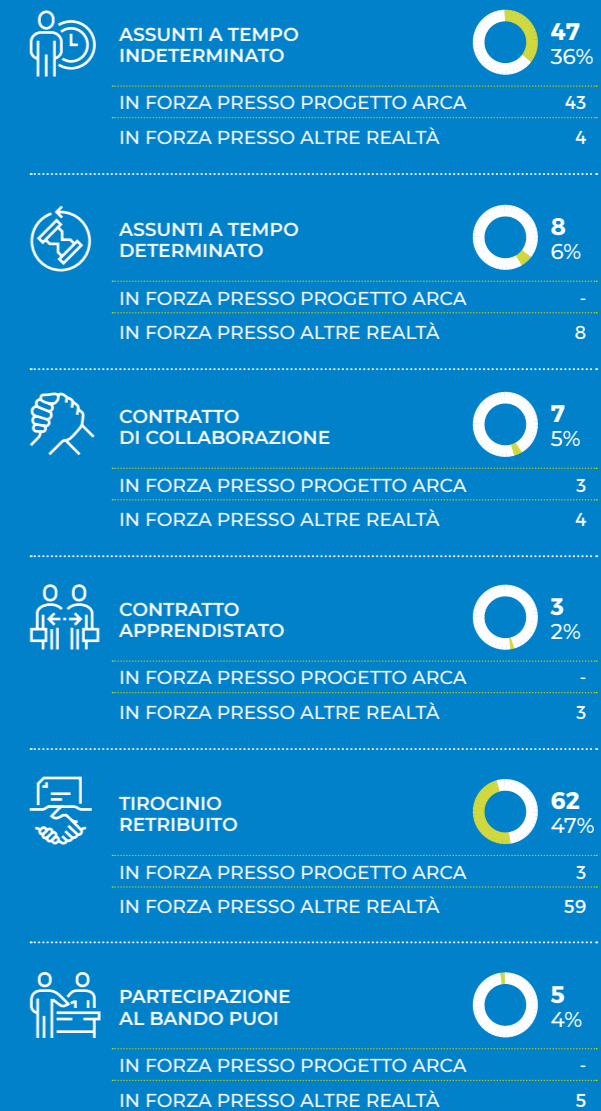 ASSUNTI A TEMPO
INDETERMINATO
47
36%
IN FORZA PRESSO PROGETTO ARCA 43
IN FORZA PRESSO ALTRE REALTÀ 4
ASSUNTI A TEMPO
DETERMINATO
8
6%
IN FORZA PRESSO PROGETTO ARCA -
IN FORZA PRESSO ALTRE REALTÀ 8
CONTRATTO
DI COLLABORAZIONE
7
5%
IN FORZA PRESSO PROGETTO ARCA 3
IN FORZA PRESSO ALTRE REALTÀ 4
CONTRATTO
APPRENDISTATO
3
2%
IN FORZA PRESSO PROGETTO ARCA -
IN FORZA PRESSO ALTRE REALTÀ 3
TIROCINIO
RETRIBUITO
62
47%
IN FORZA PRESSO PROGETTO ARCA 3
IN FORZA PRESSO ALTRE REALTÀ 59
PARTECIPAZIONE
AL BANDO PUOI
5
4%
IN FORZA PRESSO PROGETTO ARCA -
IN FORZA PRESSO ALTRE REALTÀ 5